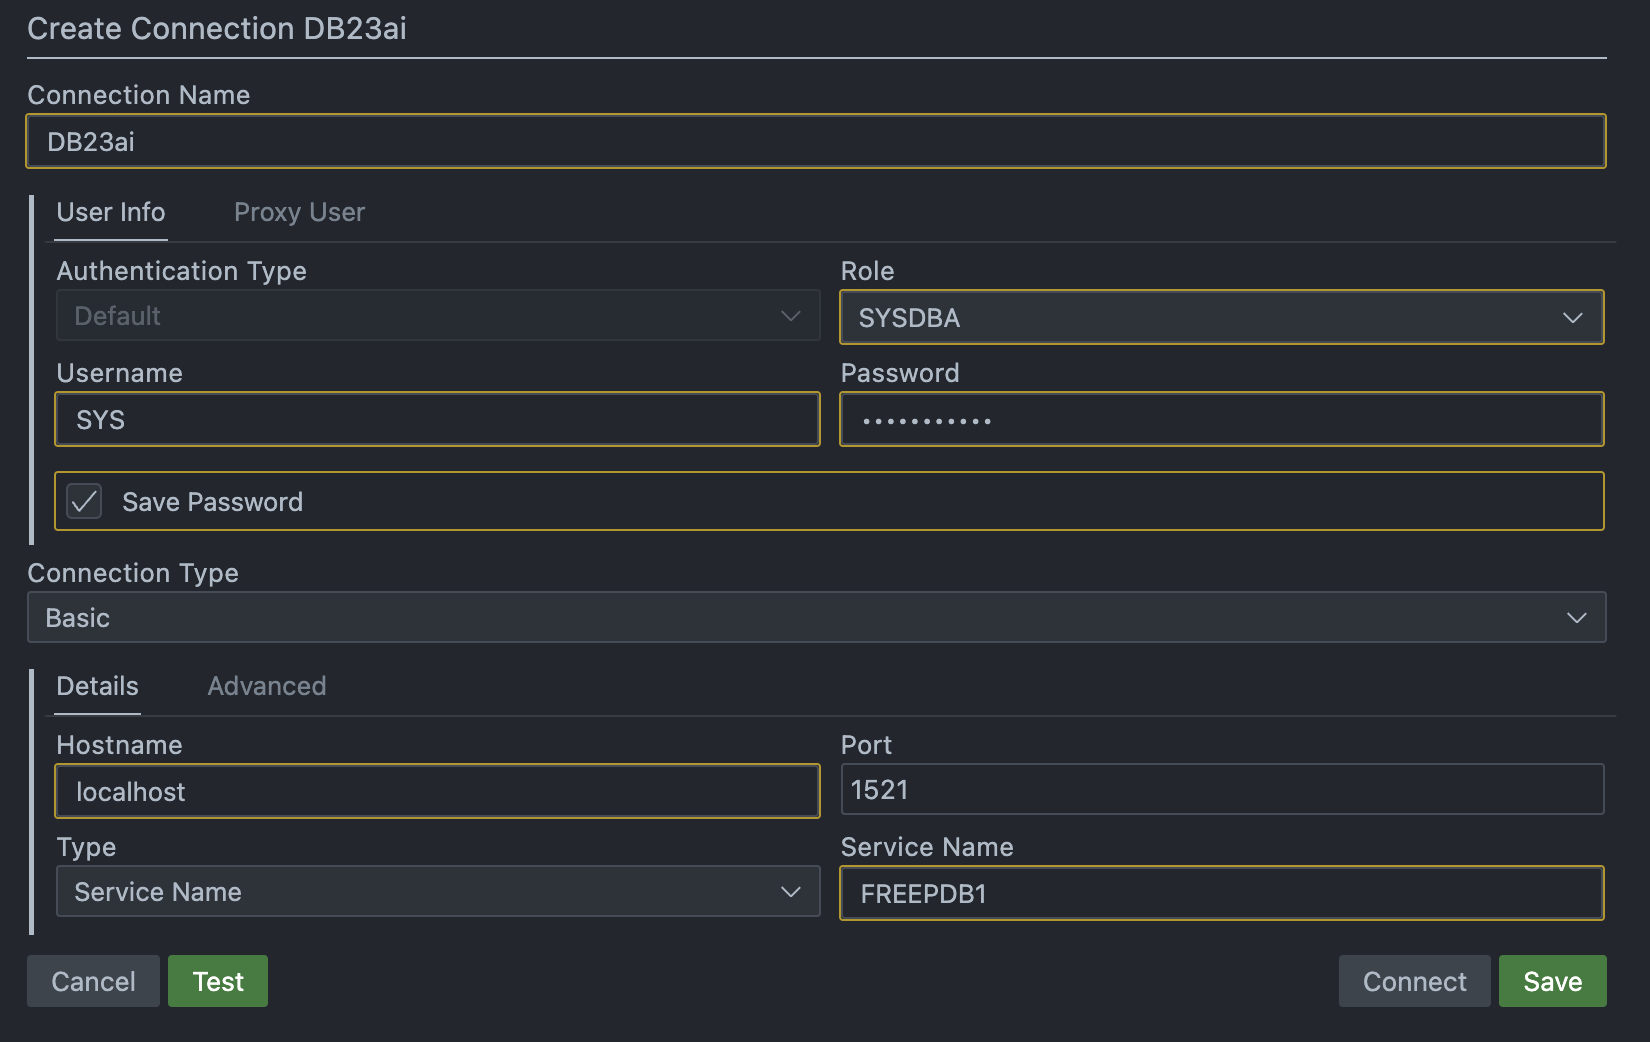 Create Connection DB23ai
Connection Name
DB23ai
User Info Proxy User
Authentication Type Role
Default SYSDBA
Username Password
SYS •••••••••••
Save Password
Connection Type
Basic
Details Advanced
Hostname Port
localhost 1521
Type Service Name
Service Name FREEPDB1
Cancel Test Connect Save